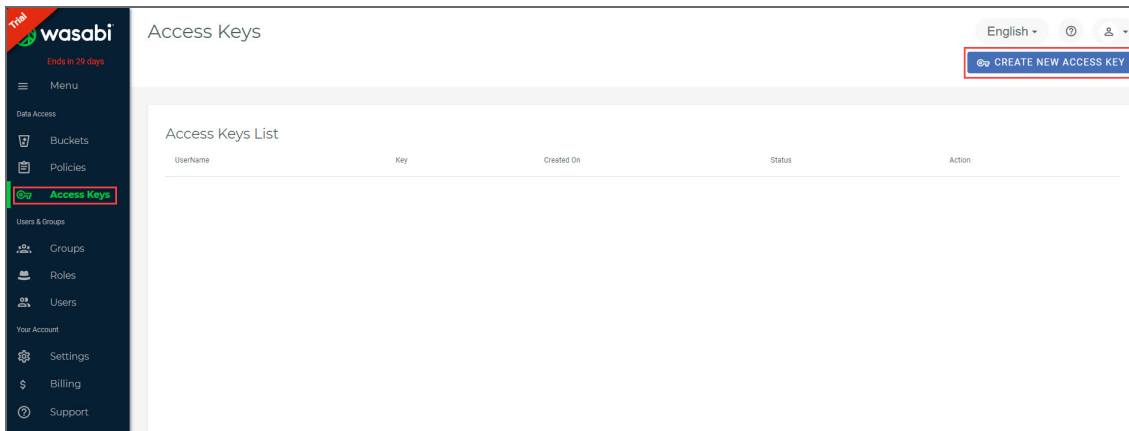 Trial
wasabi
Ends in 29 days
Menu
Data Access
Buckets
Policies
Access Keys
Users & Groups
Groups
Roles
Users
Your Account
Settings
$ Billing
Support
Access Keys
English
CREATE NEW ACCESS KEY
Access Keys List
UserName Key Created On Status Action